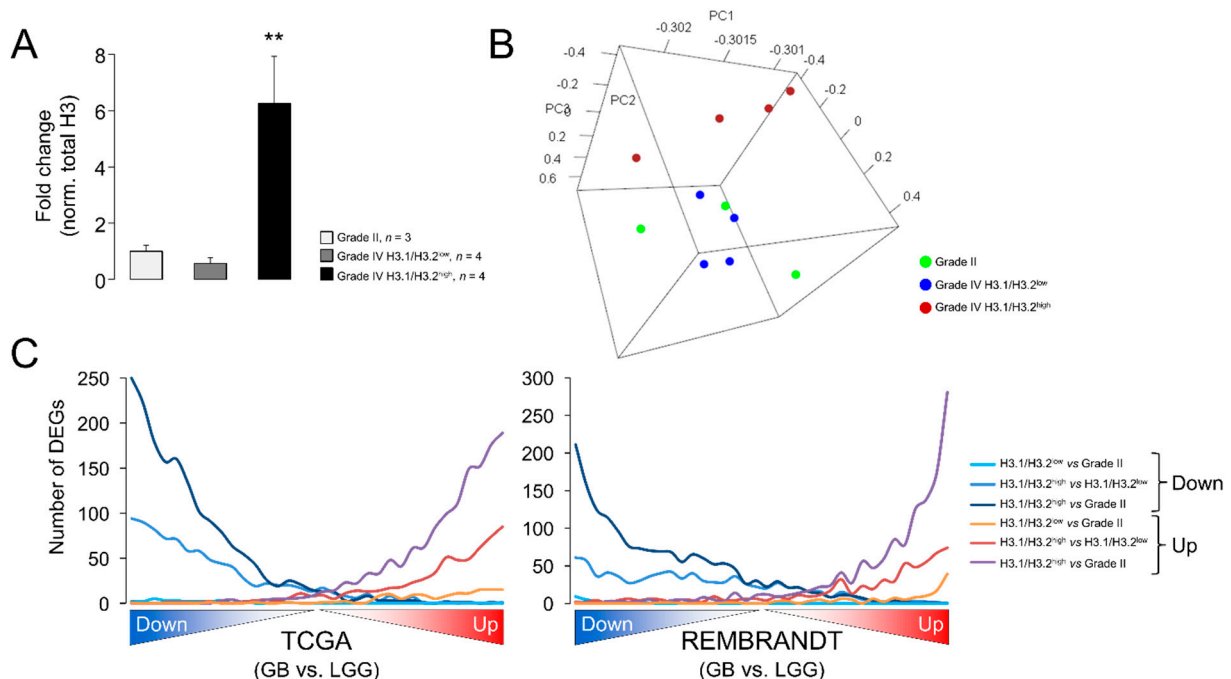 A
Fold change
(norm. total H3)
8
6
4
2
0
**
Grade II, n = 3
Grade IV H3.1/H3.2low, n = 4
Grade IV H3.1/H3.2high, n = 4
B
PC1
-0.302
-0.3015
-0.301
-0.4
-0.2
0
0.2
0.4
PC2
PC3
-0.4
-0.2
0
0.2
0.4
0.6
Grade II
Grade IV H3.1/H3.2low
Grade IV H3.1/H3.2high
C
Number of DEGs
250
200
150
100
50
0
Down
Up
TCGA
(GB vs. LGG)
300
250
200
150
100
50
0
Down
Up
REMBRANDT
(GB vs. LGG)
H3.1/H3.2low vs Grade II
H3.1/H3.2high vs H3.1/H3.2low
H3.1/H3.2high vs Grade II
Down
H3.1/H3.2low vs Grade II
H3.1/H3.2high vs H3.1/H3.2low
H3.1/H3.2high vs Grade II
Up